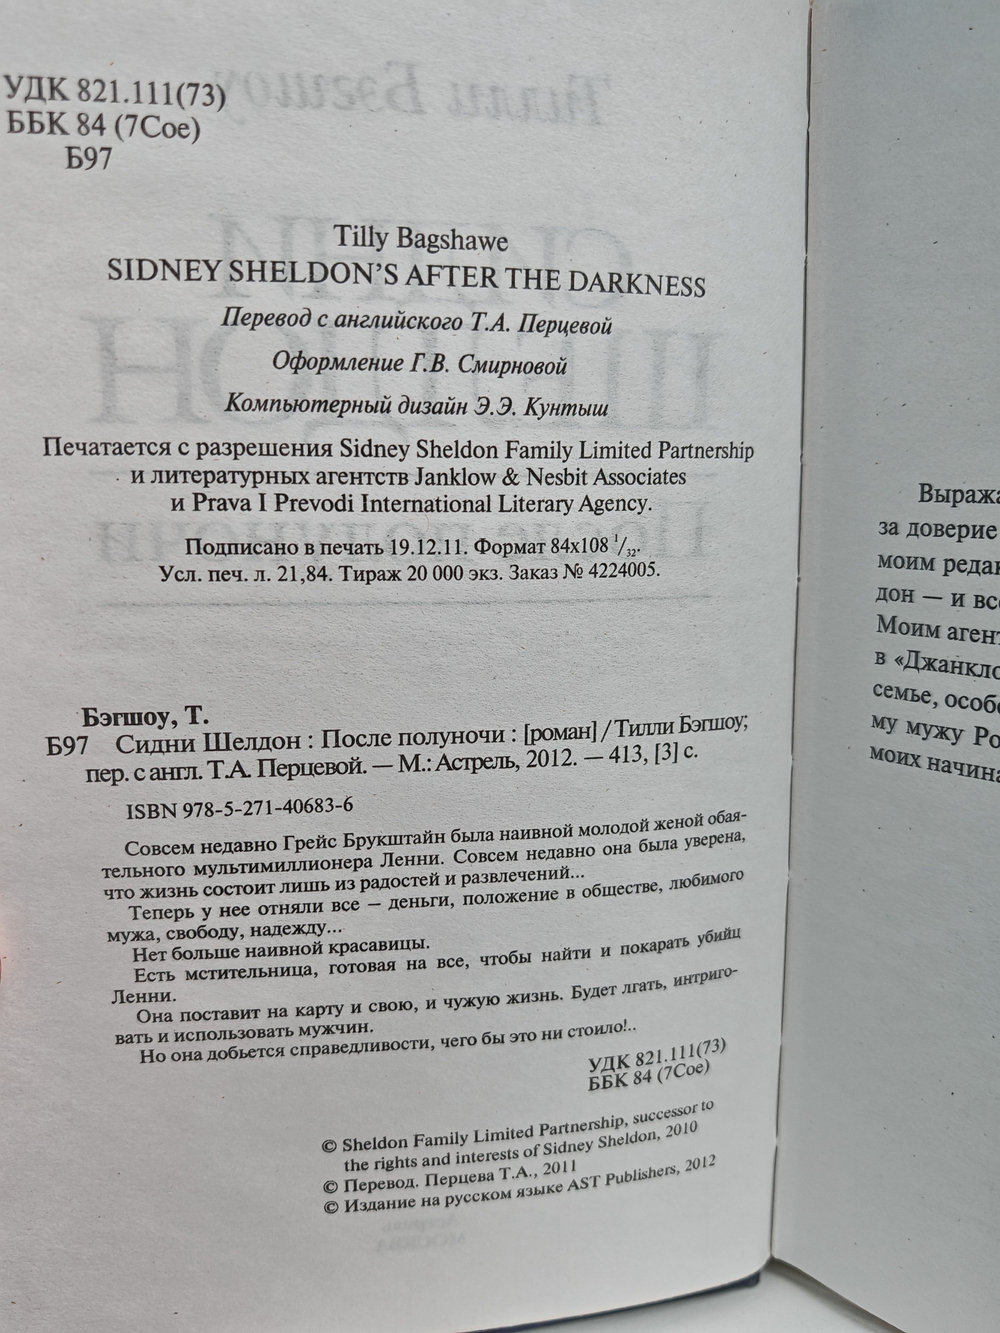 УДК 821.111(73)
ББК 84 (7Сое)
Б97
Tilly Bagshawe
SIDNEY SHELDON'S AFTER THE DARKNESS
Перевод с английского Т.А. Перцевой
Оформление Г.В. Смирновой
Компьютерный дизайн Э.Э. Кунтыш
Печатается с разрешения Sidney Sheldon Family Limited Partnership
и литературных агентств Janklow & Nesbit Associates
и Prava I Prevodi International Literary Agency.
Подписано в печать 19.12.11. Формат 84x108 1/32.
Усл. печ. л. 21,84. Тираж 20 000 экз. Заказ № 4224005.
Бэгшоу, Т.
Б97 Сидни Шелдон : После полуночи : [роман] / Тилли Бэгшоу;
пер. с англ. Т.А. Перцевой. — М.: Астрель, 2012. — 413, [3] с.
ISBN 978-5-271-40683-6
Совсем недавно Грейс Брукштайн была наивной молодой женой обая-
тельного мультимиллионера Ленни. Совсем недавно она была уверена,
что жизнь состоит лишь из радостей и развлечений...
Теперь у нее отняли все – деньги, положение в обществе, любимого
мужа, свободу, надежду...
Нет больше наивной красавицы.
Есть мстительница, готовая на все, чтобы найти и покарать убийц
Ленни.
Она поставит на карту и свою, и чужую жизнь. Будет лгать, интриго-
вать и использовать мужчин.
Но она добьется справедливости, чего бы это ни стоило!..
УДК 821.111(73)
ББК 84 (7Сое)
© Sheldon Family Limited Partnership, successor to
the rights and interests of Sidney Sheldon, 2010
© Перевод. Перцева Т.А., 2011
© Издание на русском языке AST Publishers, 2012
Выража
за доверие
моим редак
дон — и все
Моим агент
в «Джанкло
семье, особе
му мужу Ро
моих начина